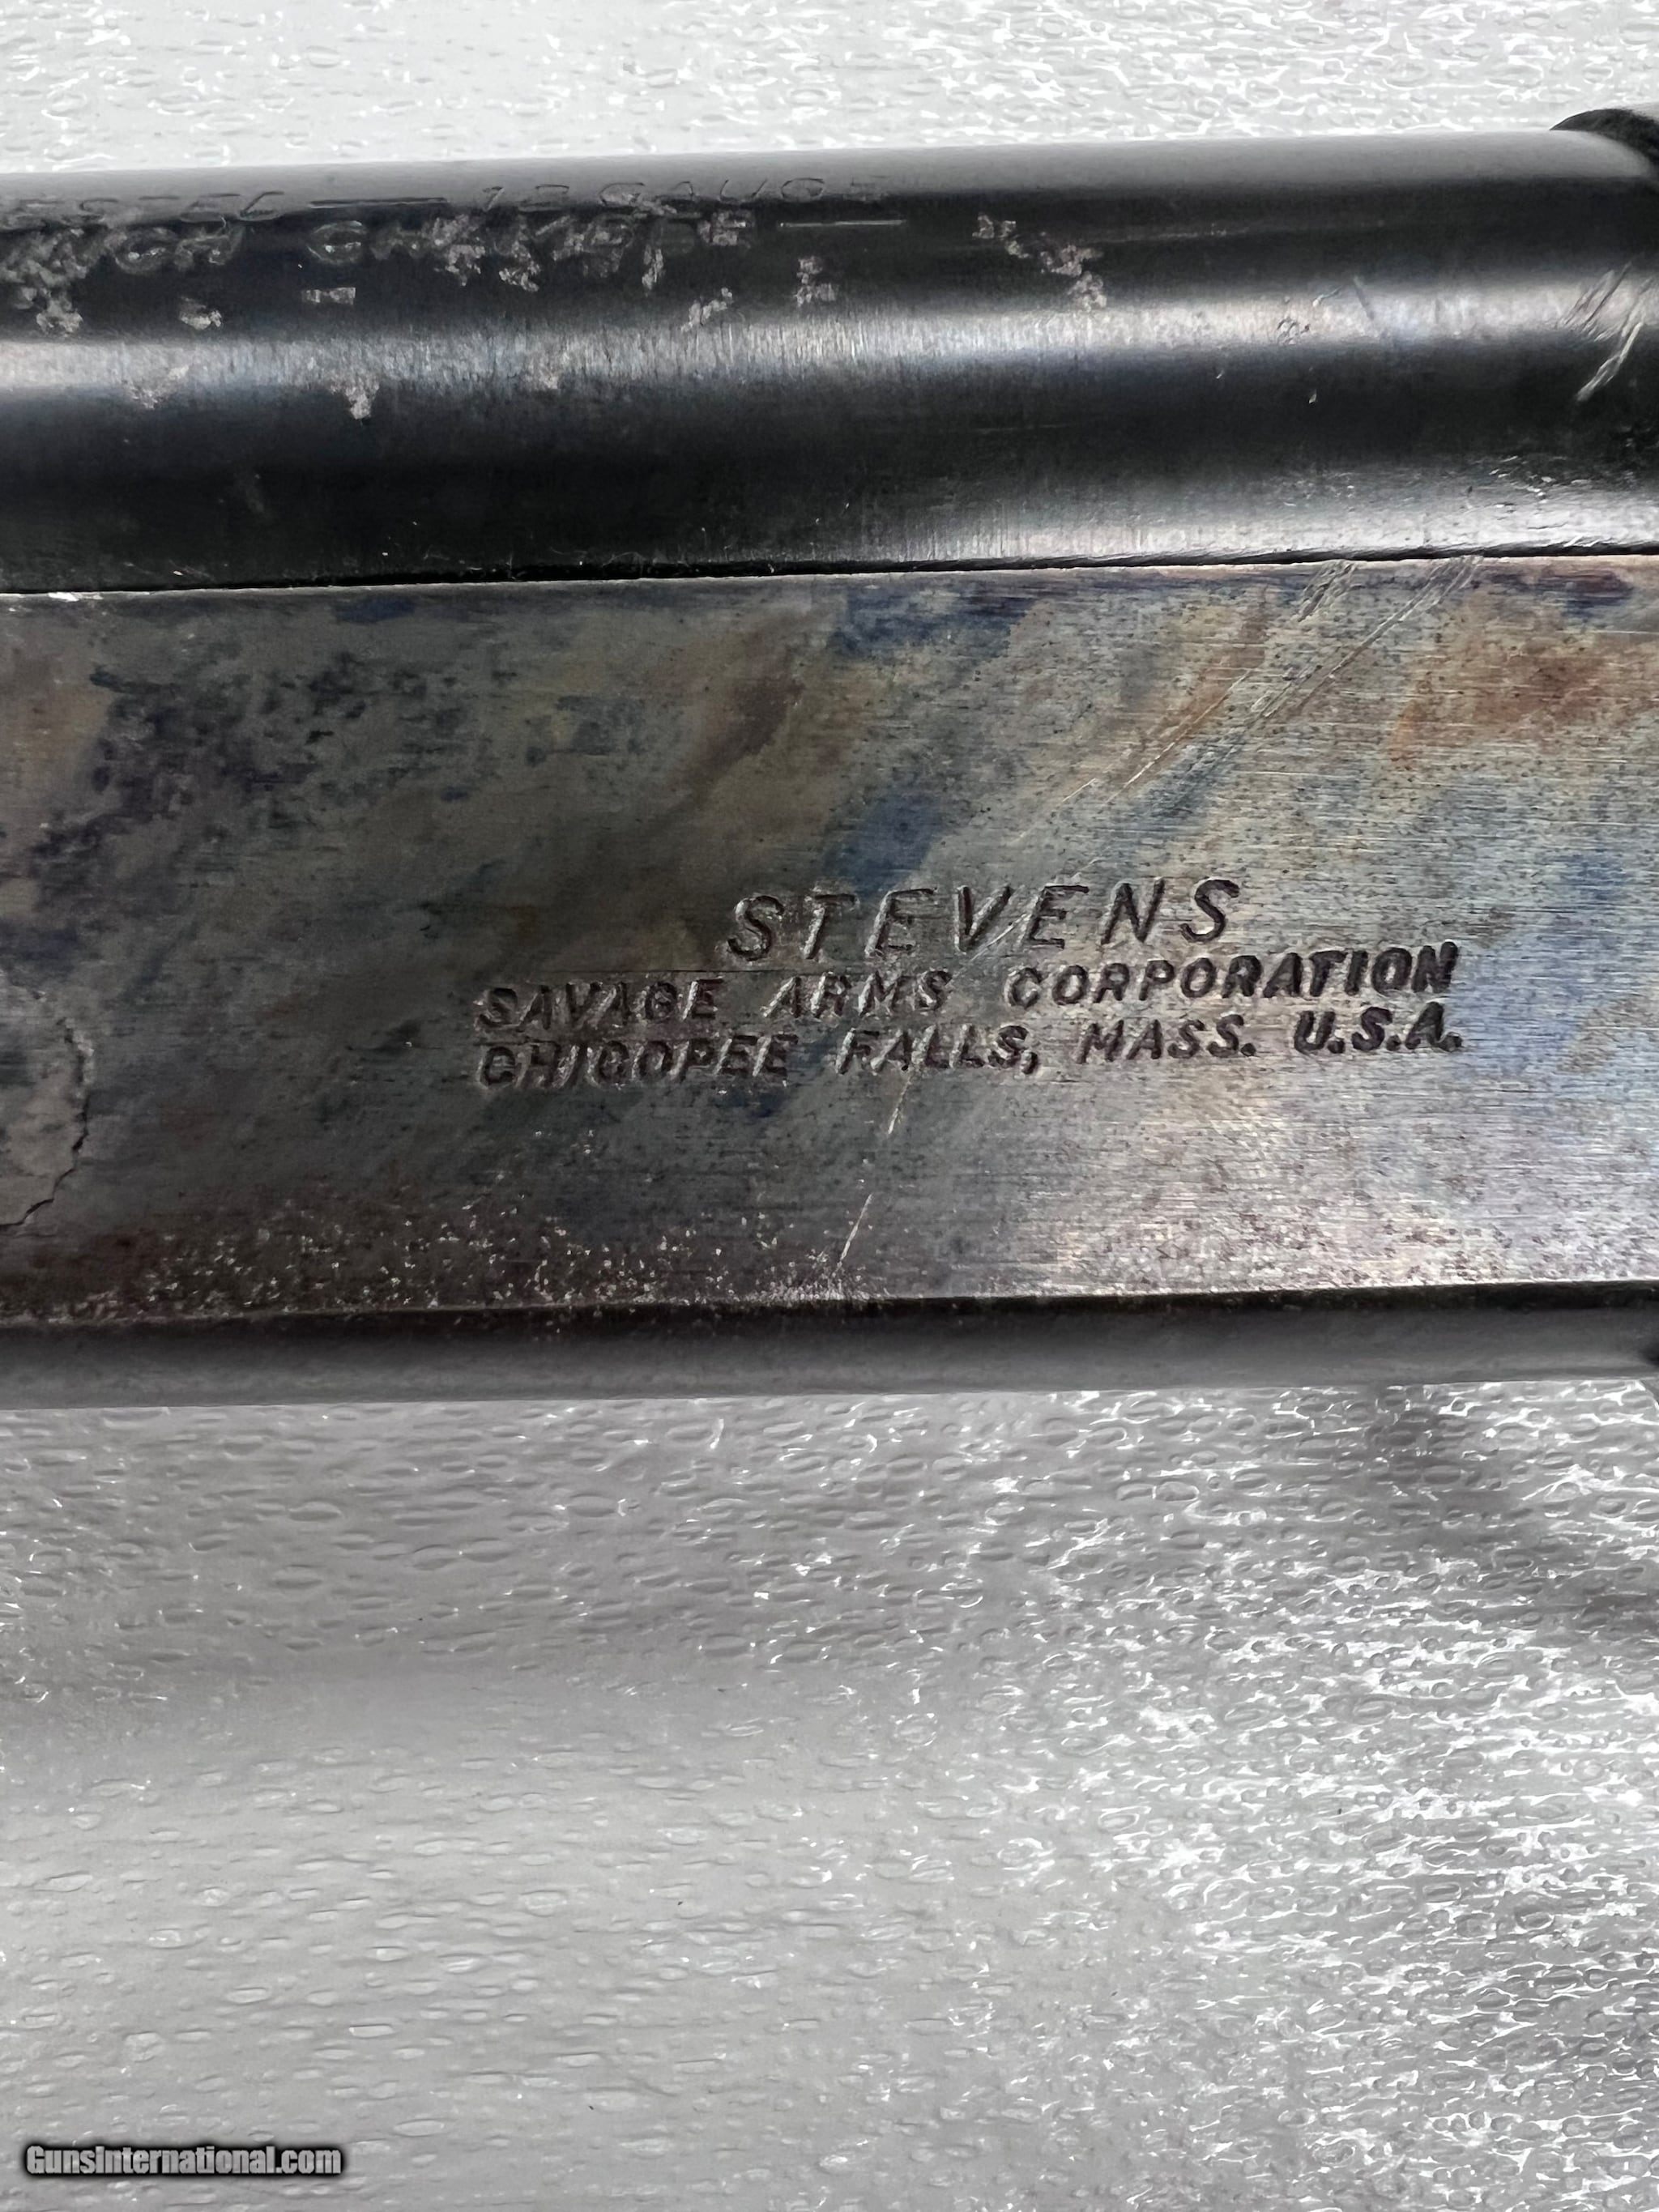 — 12 GAUGE
STEVENS
SAVAGE ARMS CORPORATION
CHICOPEE FALLS, MASS. U.S.A.
GunsInternational.com